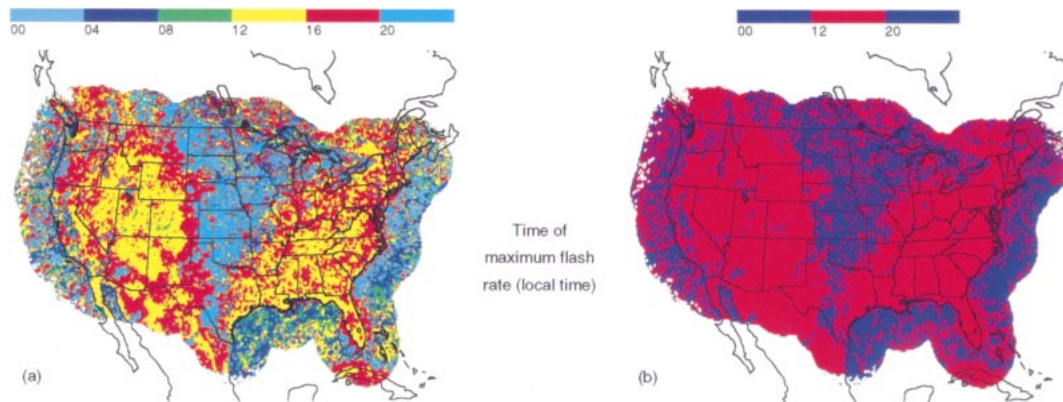 00 04 08 12 16 20
00 12 20
Time of
maximum flash
rate (local time)
(a)
(b)